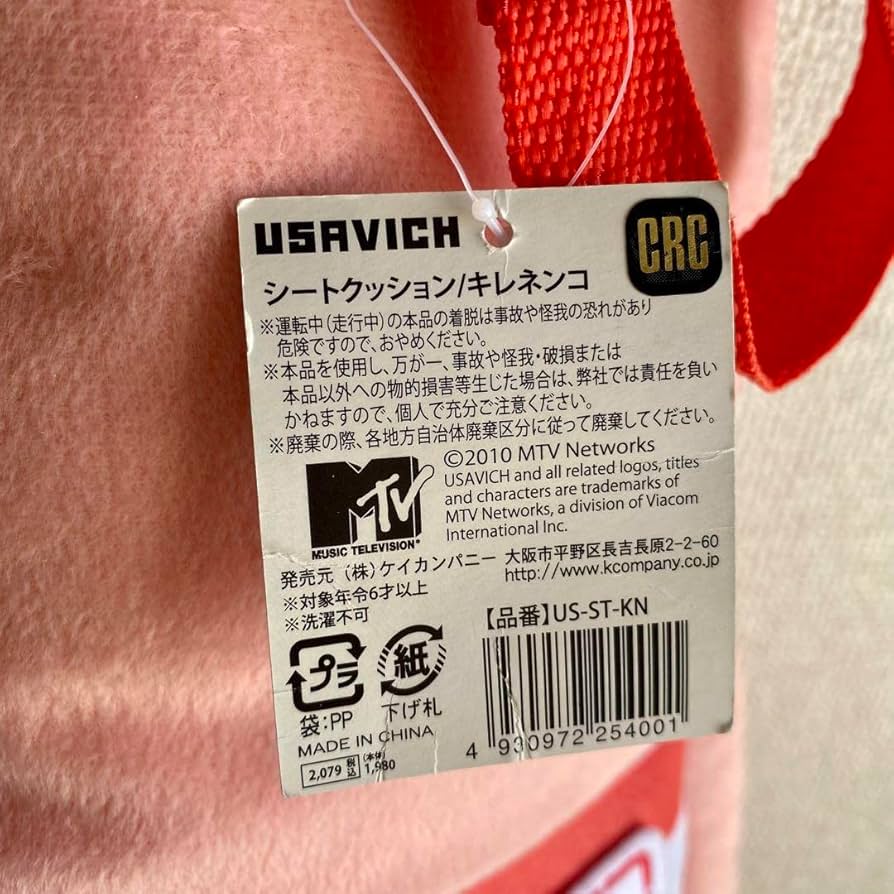 USAVICH
CRC
シートクッション/キレネンコ
※運転中(走行中)の本品の着脱は事故や怪我の恐れがあり
危険ですので、おやめください。
※本品を使用し、万が一、事故や怪我・破損または
本品以外への物的損害等生じた場合は、弊社では責任を負い
かねますので、個人で充分ご注意ください。
※廃棄の際、各地方自治体廃棄区分に従って廃棄してください。
©2010 MTV Networks
USAVICH and all related logos, titles
and characters are trademarks of
MTV Networks, a division of Viacom
International Inc.
MTV
MUSIC TELEVISION®
発売元 (株)ケイカンパニー 大阪市平野区長吉長原2-2-60
http://www.kcompany.co.jp
※対象年令6才以上
※洗濯不可
【品番】US-ST-KN
プラ
紙
袋:PP 下げ札
MADE IN CHINA
2,079 税込 (本体) 1,980
4 930972 254001